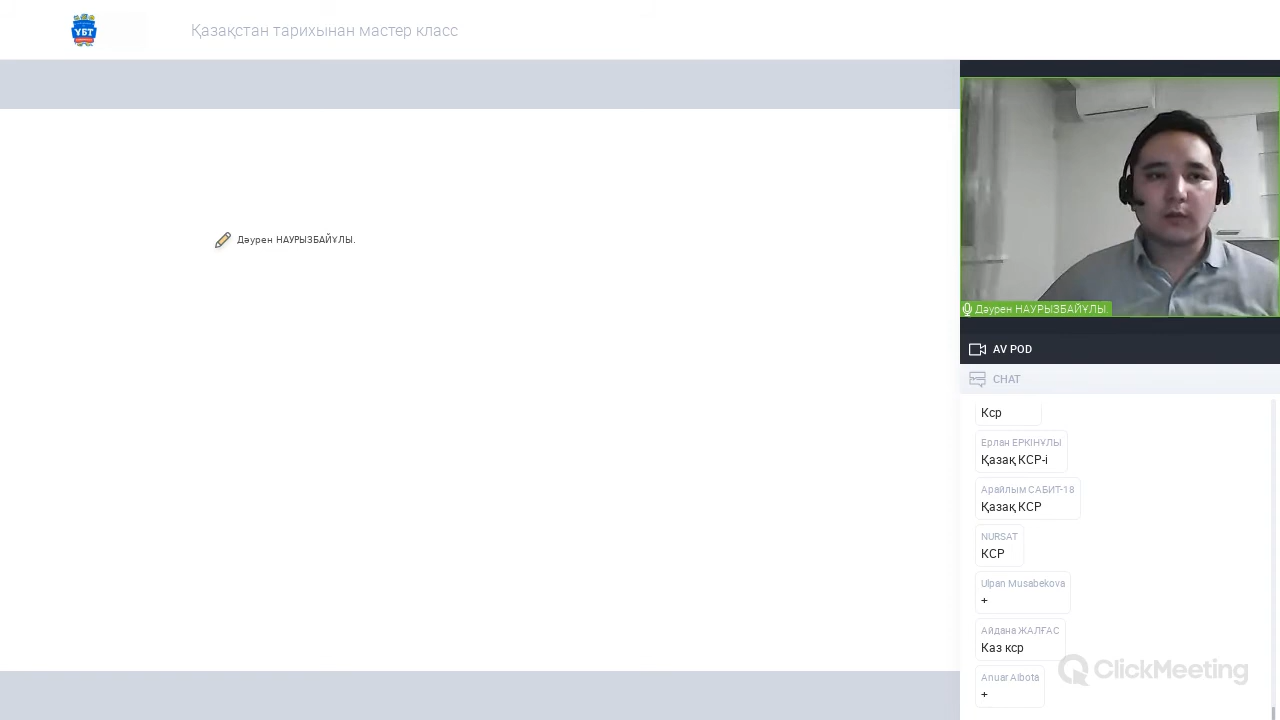 ҰБТ
Қазақстан тарихынан мастер класс
Дәурен НАУРЫЗБАЙҰЛЫ.
Дәурен НАУРЫЗБАЙҰЛЫ.
AV POD
CHAT
Кср
Ерлан ЕРКІНҰЛЫ
Қазақ КСР-і
Арайлым САБИТ-18
Қазақ КСР
NURSAT
КСР
Ulpan Musabekova
+
Айдана ЖАЛҒАС
Каз кср
Anuar Albota
+
ClickMeeting